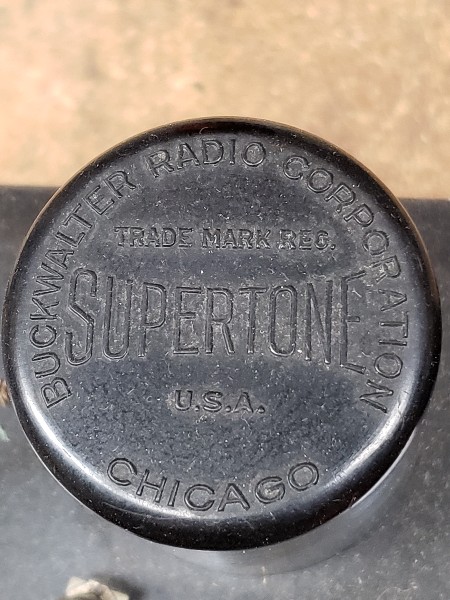 BUCKWALTER RADIO CORPORATION
TRADE MARK REG.
SUPERTONE
U.S.A.
CHICAGO